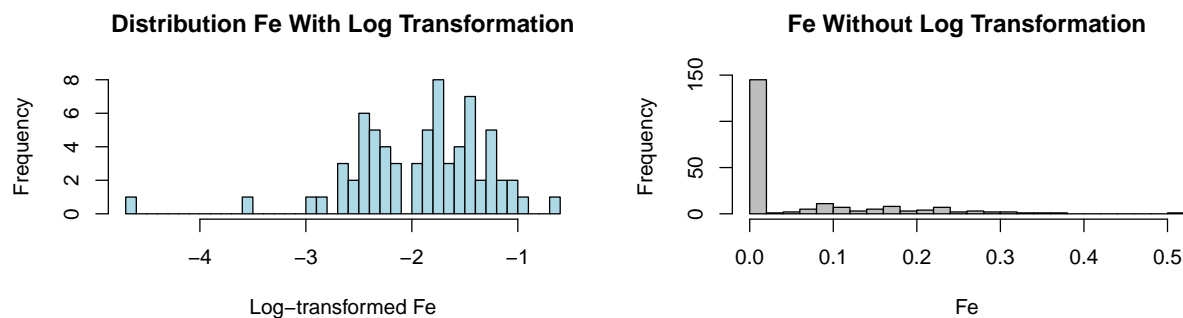 Distribution Fe With Log Transformation
Frequency
0 2 4 6 8
−4 −3 −2 −1
Log−transformed Fe
Fe Without Log Transformation
Frequency
0 50 150
0.0 0.1 0.2 0.3 0.4 0.5
Fe